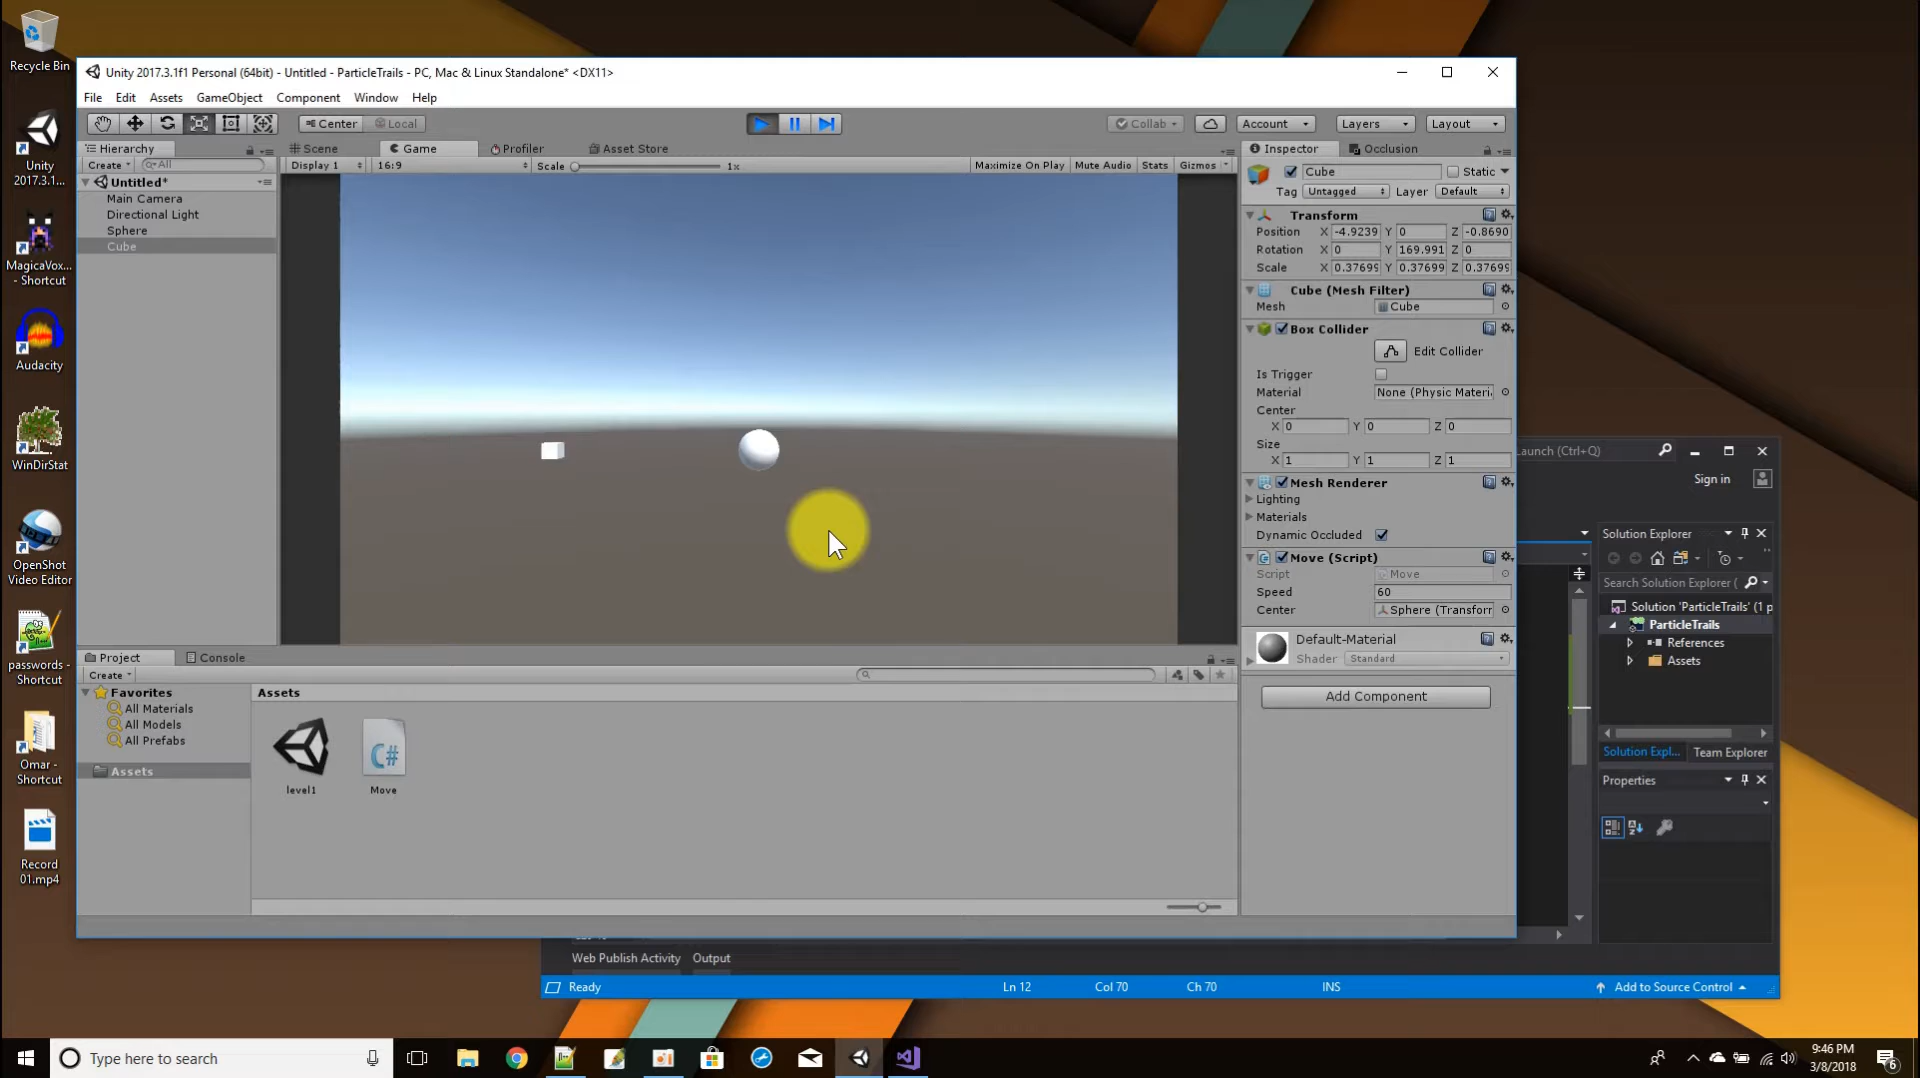 Recycle Bin
Unity
2017.3.1...
MagicaVox...
- Shortcut
Audacity
WinDirStat
OpenShot
Video Editor
passwords -
Shortcut
Omar -
Shortcut
Record
01.mp4
Unity 2017.3.1f1 Personal (64bit) - Untitled - ParticleTrails - PC, Mac & Linux Standalone* <DX11>
File Edit Assets GameObject Component Window Help
Center Local
Collab Account Layers Layout
Hierarchy
Create All
Untitled*
Main Camera
Directional Light
Sphere
Cube
Scene Game Profiler Asset Store
Display 1 16:9 Scale 1x Maximize On Play Mute Audio Stats Gizmos
Inspector Occlusion
Cube Static
Tag Untagged Layer Default
Transform
Position X -4.9239 Y 0 Z -0.8690
Rotation X 0 Y 169.991 Z 0
Scale X 0.37699 Y 0.37699 Z 0.37699
Cube (Mesh Filter)
Mesh Cube
Box Collider
Edit Collider
Is Trigger
Material None (Physic Materi
Center
X 0 Y 0 Z 0
Size
X 1 Y 1 Z 1
Mesh Renderer
Lighting
Materials
Dynamic Occluded
Move (Script)
Script Move
Speed 60
Center Sphere (Transforr
Default-Material
Shader Standard
Add Component
Project Console
Create
Favorites
All Materials
All Models
All Prefabs
Assets
Assets
level1
C#
Move
Launch (Ctrl+Q)
Sign in
Solution Explorer
Search Solution Explorer (
Solution 'ParticleTrails' (1 p
ParticleTrails
References
Assets
Solution Expl... Team Explorer
Properties
Web Publish Activity Output
Ready Ln 12 Col 70 Ch 70 INS Add to Source Control
Type here to search
9:46 PM
3/8/2018
6